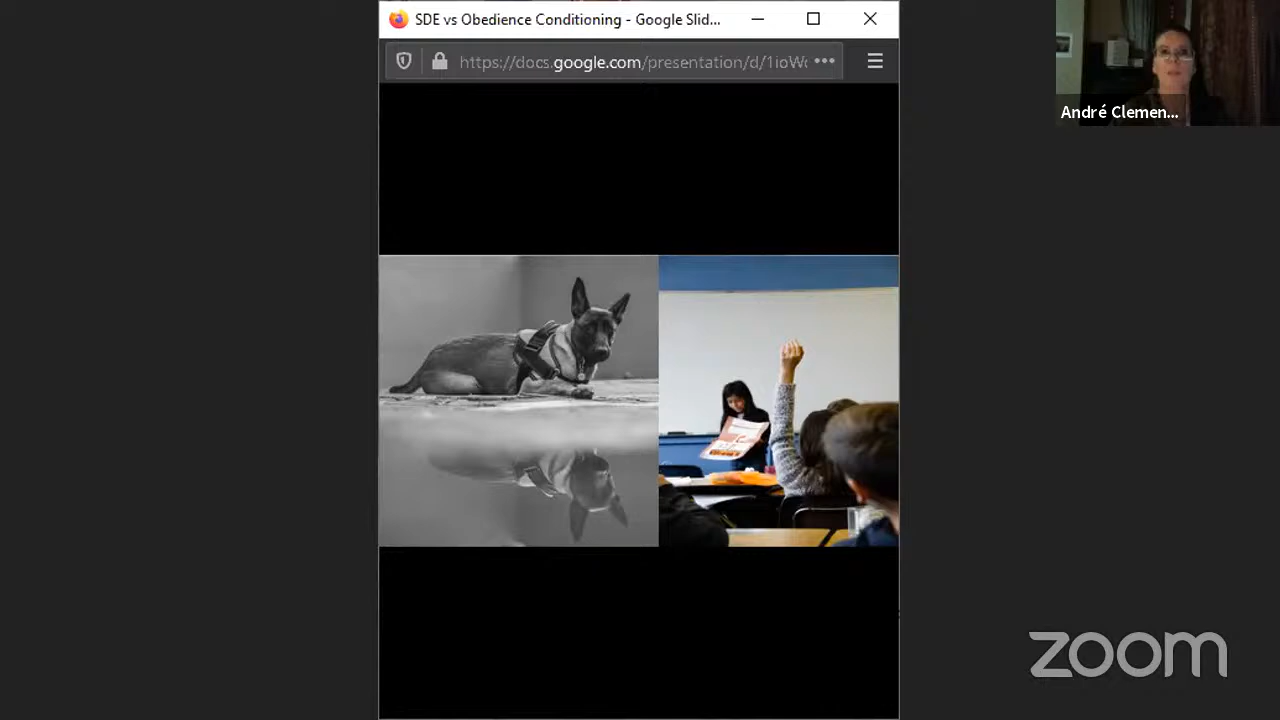 SDE vs Obedience Conditioning - Google Slid...
https://docs.google.com/presentation/d/1ioW
André Clemen...
zoom